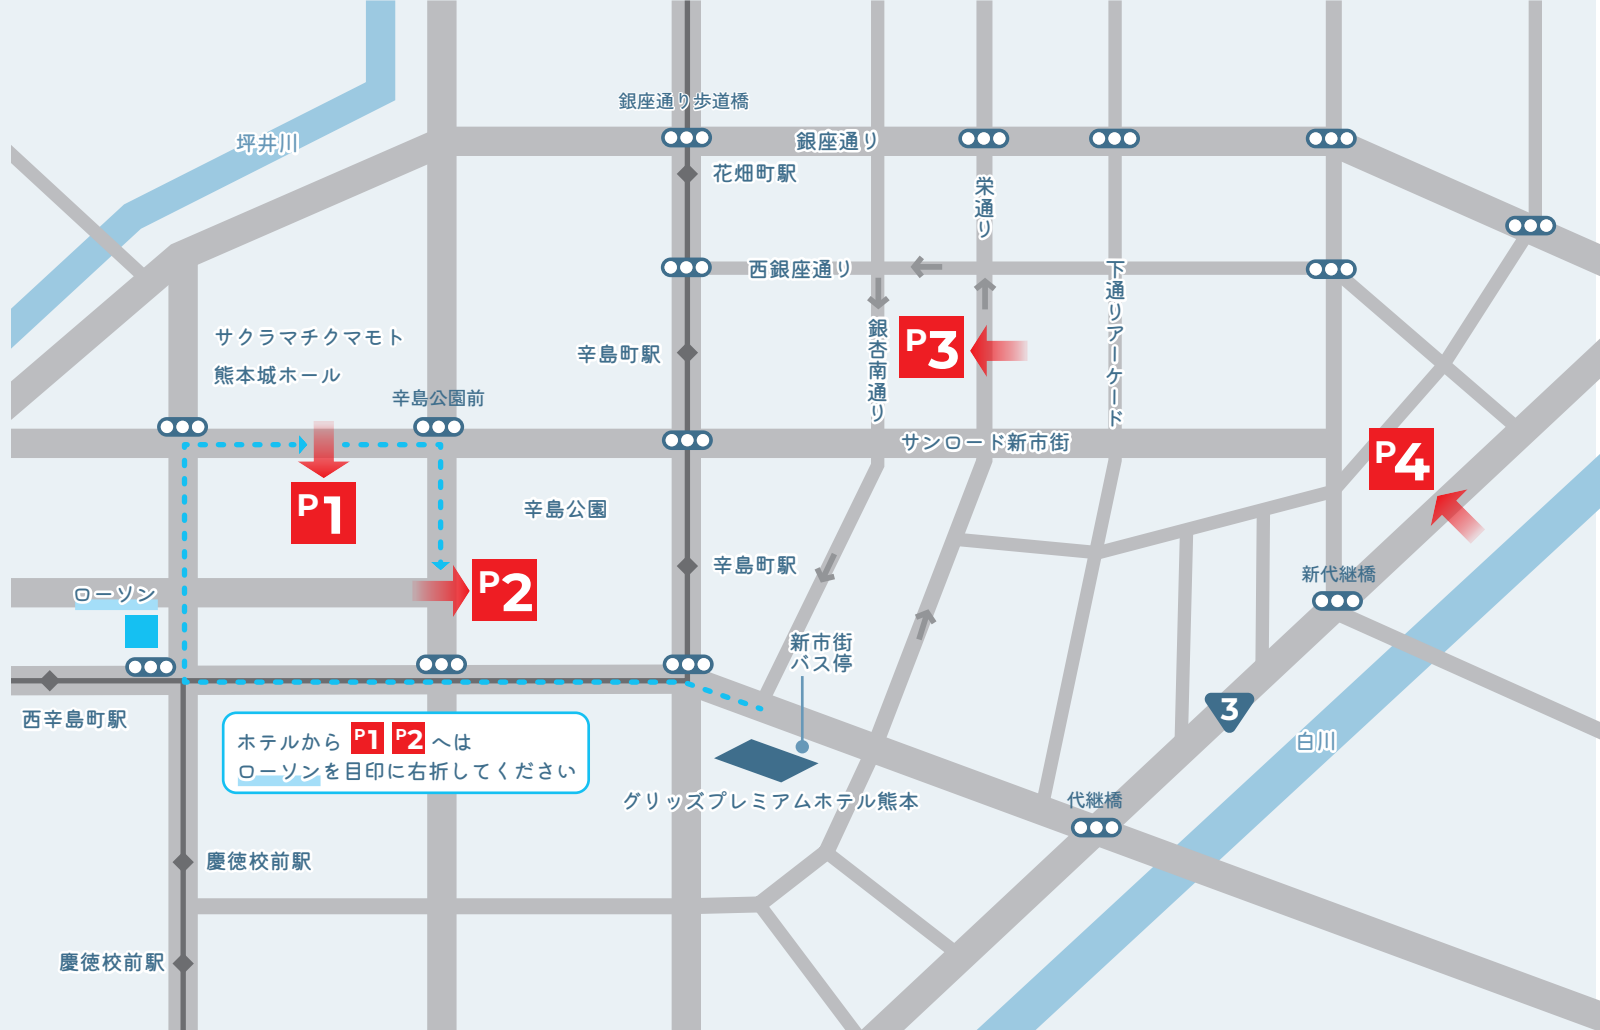 銀座通り歩道橋
坪井川
銀座通り
花畑町駅
栄通り
西銀座通り
下通りアーケード
サクラマチクマモト
熊本城ホール
銀杏南通り
P3
辛島町駅
辛島公園前
サンロード新市街
P4
P1
辛島公園
辛島町駅
P2
新代継橋
ローソン
新市街
バス停
西辛島町駅
3
白川
ホテルから P1 P2 へは
ローソンを目印に右折してください
グリッズプレミアムホテル熊本
代継橋
慶徳校前駅
慶徳校前駅